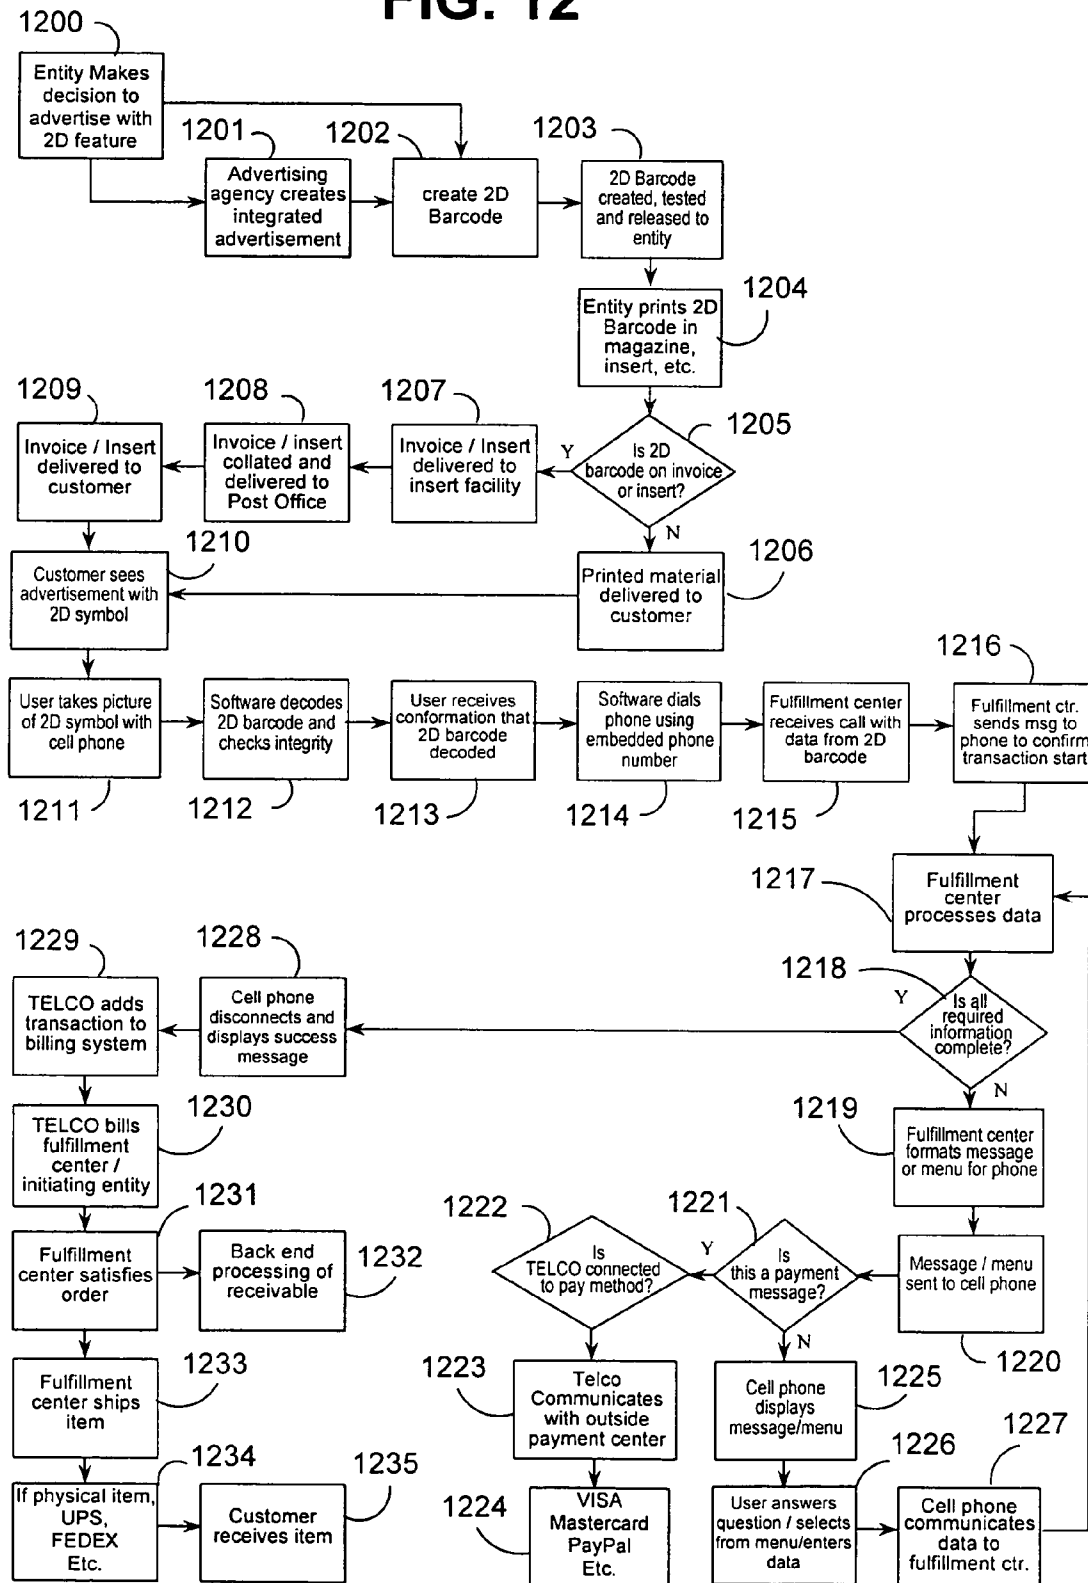 FIG. 12
1200
Entity Makes
decision to
advertise with
2D feature
1201
Advertising
agency creates
integrated
advertisement
1202
create 2D
Barcode
1203
2D Barcode
created, tested
and released to
entity
1204
Entity prints 2D
Barcode in
magazine,
insert, etc.
1205
Is 2D
barcode on invoice
or insert?
Y
N
1206
Printed material
delivered to
customer
1207
Invoice / Insert
delivered to
insert facility
1208
Invoice / insert
collated and
delivered to
Post Office
1209
Invoice / Insert
delivered to
customer
1210
Customer sees
advertisement with
2D symbol
User takes picture
of 2D symbol with
cell phone
1211
Software decodes
2D barcode and
checks integrity
1212
User receives
conformation that
2D barcode
decoded
1213
Software dials
phone using
embedded phone
number
1214
Fulfillment center
receives call with
data from 2D
barcode
1215
1216
Fulfillment ctr.
sends msg to
phone to confirm
transaction start
1217
Fulfillment
center
processes data
1218
Is all
required
information
complete?
Y
N
1219
Fulfillment center
formats message
or menu for phone
Message / menu
sent to cell phone
1220
1221
Is
this a payment
message?
Y
N
1222
Is
TELCO connected
to pay method?
1223
Telco
Communicates
with outside
payment center
1224
VISA
Mastercard
PayPal
Etc.
1225
Cell phone
displays
message/menu
1226
User answers
question / selects
from menu/enters
data
1227
Cell phone
communicates
data to
fulfillment ctr.
1228
Cell phone
disconnects and
displays success
message
1229
TELCO adds
transaction to
billing system
1230
TELCO bills
fulfillment
center /
initiating entity
1231
Fulfillment
center satisfies
order
1232
Back end
processing of
receivable
1233
Fulfillment
center ships
item
1234
If physical item,
UPS,
FEDEX
Etc.
1235
Customer
receives item